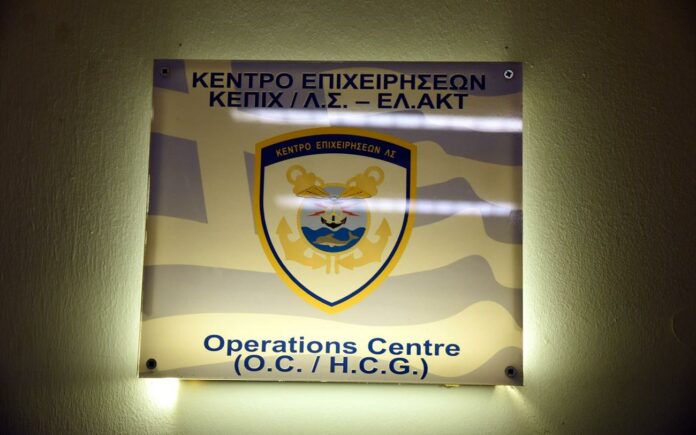 ΚΕΝΤΡΟ ΕΠΙΧΕΙΡΗΣΕΩΝ
ΚΕΠΙΧ / Λ.Σ. – ΕΛ.ΑΚΤ
ΚΕΝΤΡΟ ΕΠΙΧΕΙΡΗΣΕΩΝ ΛΣ
Operations Centre
(O.C. / H.C.G.)